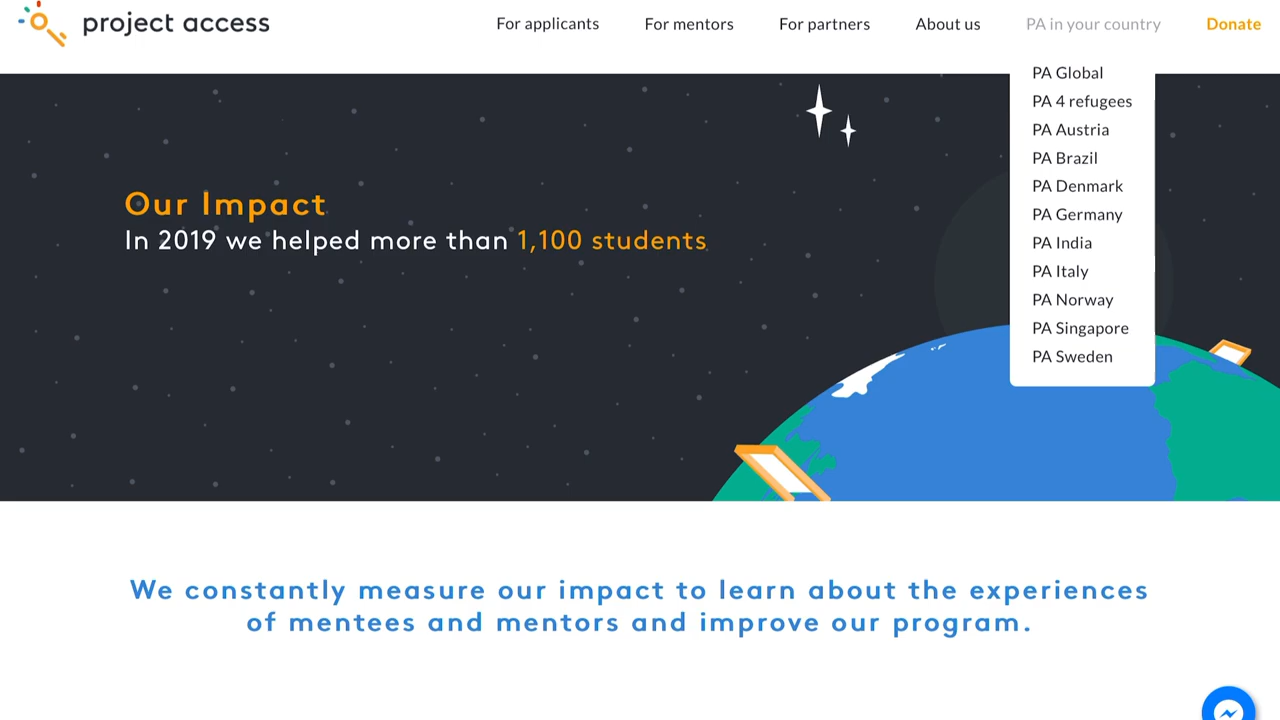 project access
For applicants
For mentors
For partners
About us
PA in your country
Donate
PA Global
PA 4 refugees
PA Austria
PA Brazil
PA Denmark
PA Germany
PA India
PA Italy
PA Norway
PA Singapore
PA Sweden
Our Impact
In 2019 we helped more than 1,100 students
We constantly measure our impact to learn about the experiences
of mentees and mentors and improve our program.